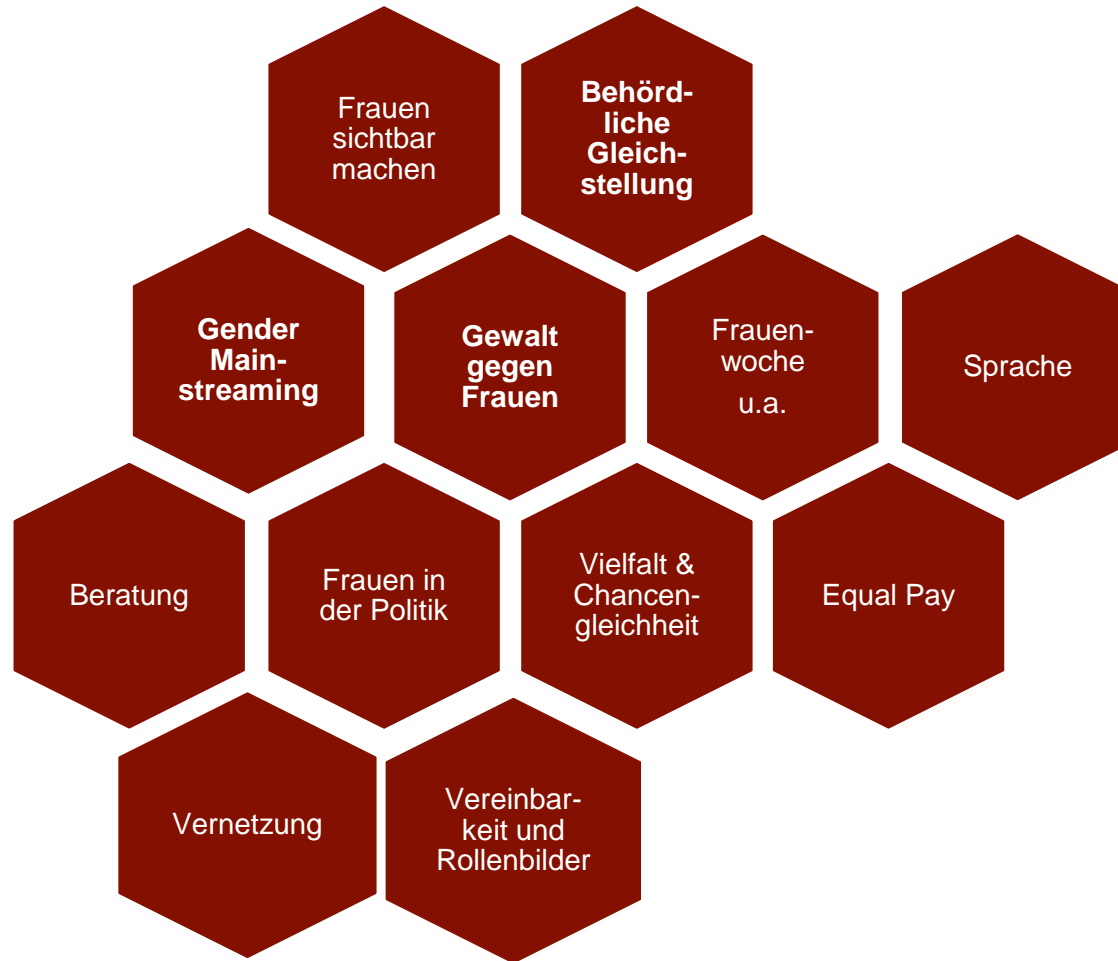 Frauen
sichtbar
machen
Behörd-
liche
Gleich-
stellung
Gender
Main-
streaming
Gewalt
gegen
Frauen
Frauen-
woche
u.a.
Sprache
Beratung
Frauen in
der Politik
Vielfalt &
Chancen-
gleichheit
Equal Pay
Vernetzung
Vereinbar-
keit und
Rollenbilder